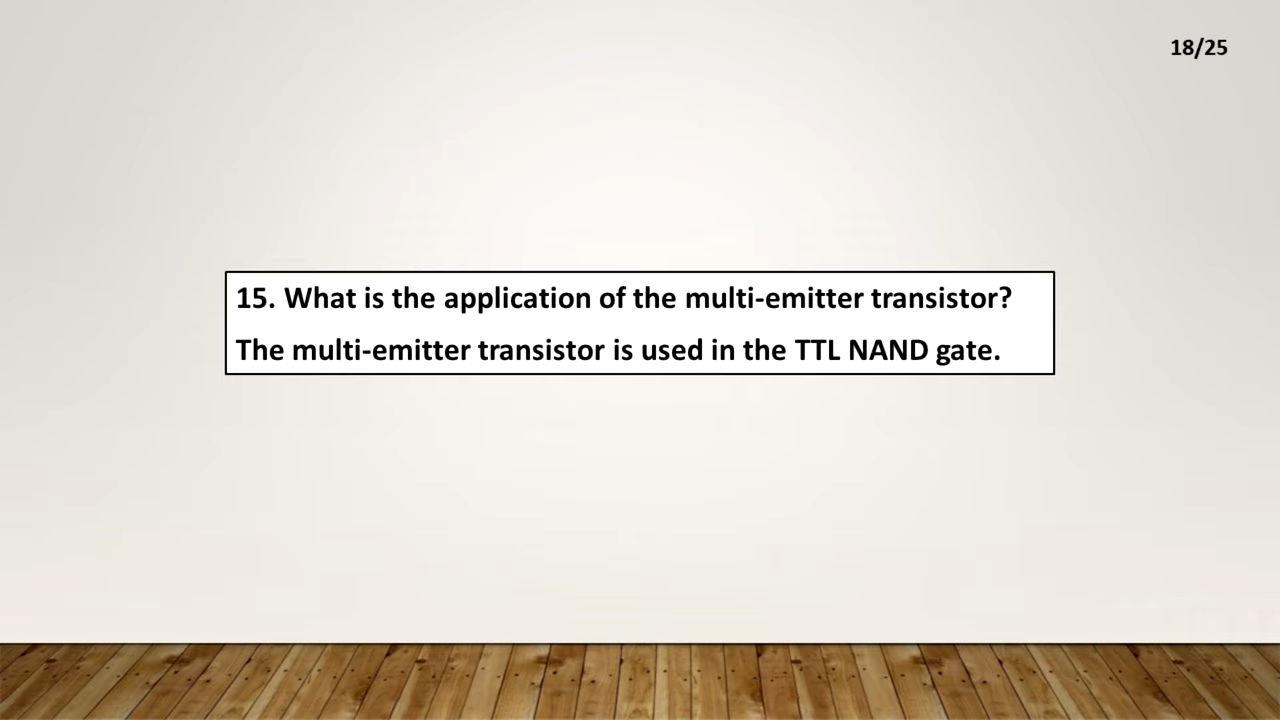 18/25
15. What is the application of the multi-emitter transistor?
The multi-emitter transistor is used in the TTL NAND gate.